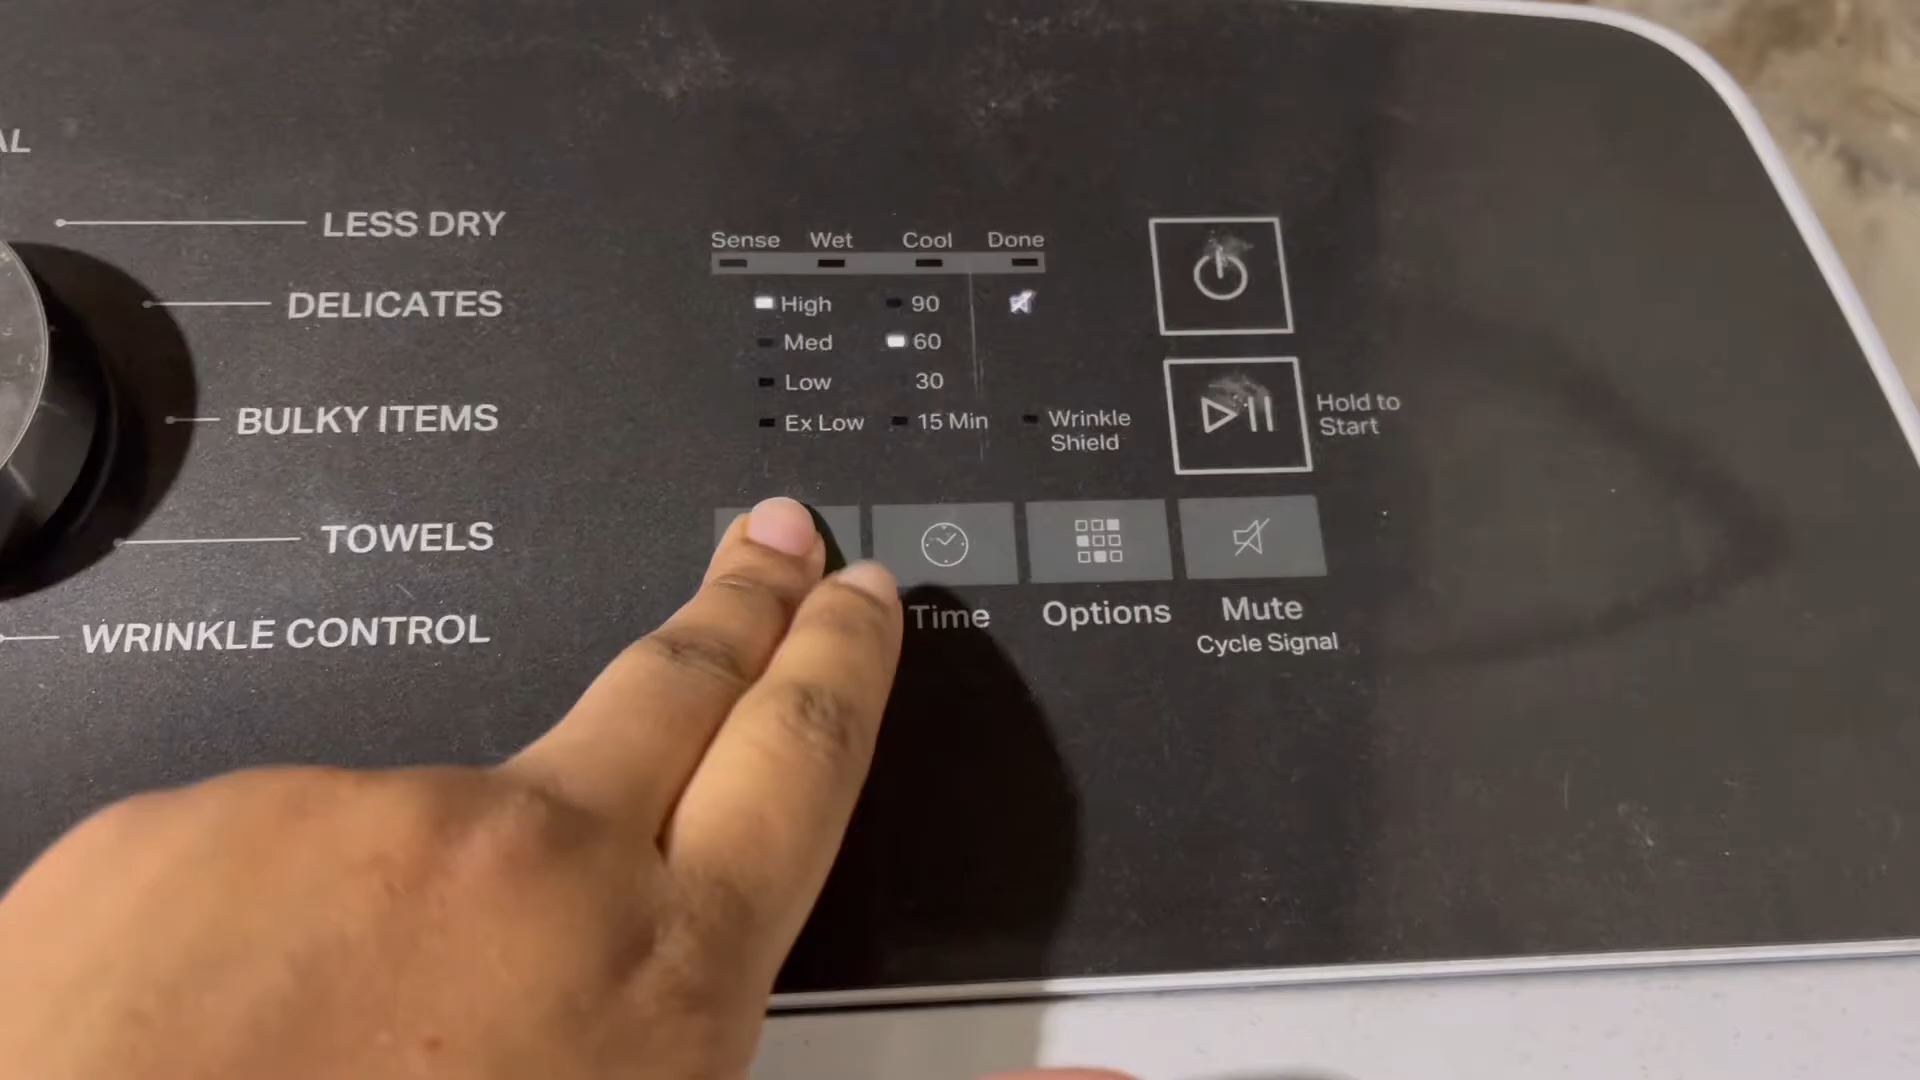 AL
LESS DRY
DELICATES
BULKY ITEMS
TOWELS
WRINKLE CONTROL
Sense Wet Cool Done
High 90
Med 60
Low 30
Ex Low 15 Min Wrinkle
Shield
Hold to
Start
Time Options Mute
Cycle Signal